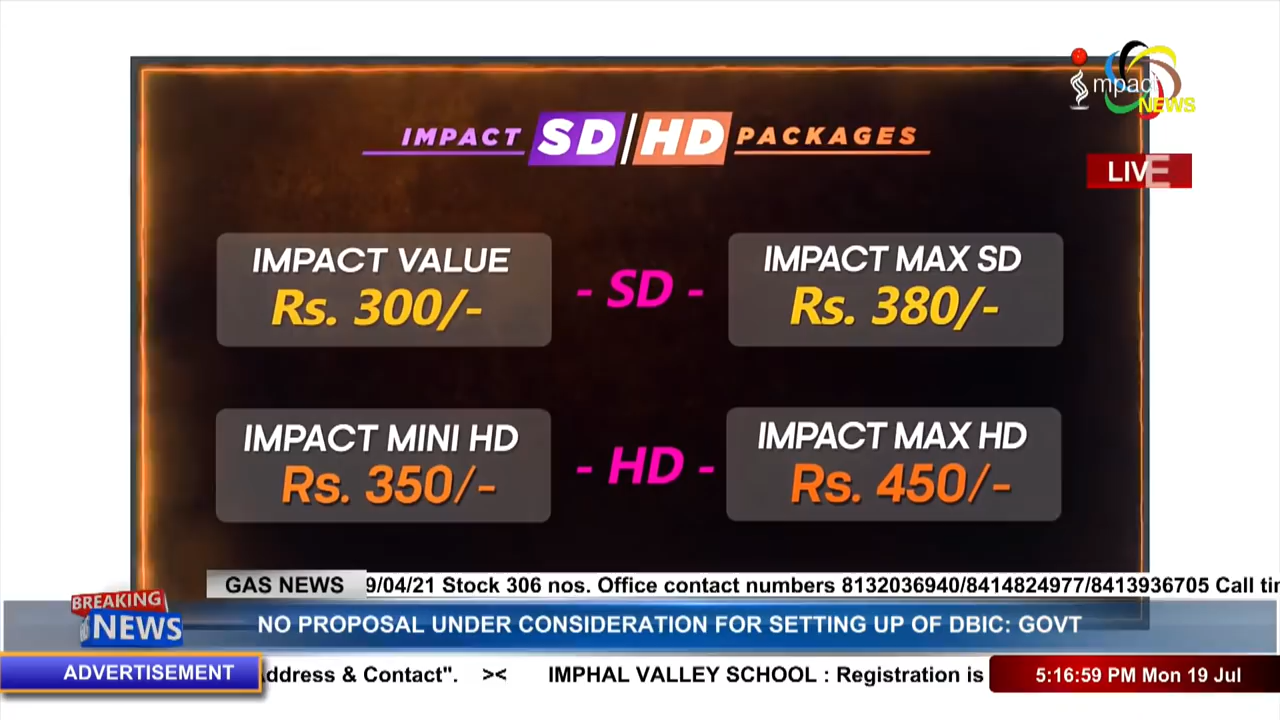 mpact
NEWS
LIVE
IMPACT SD|HD PACKAGES
IMPACT VALUE
Rs. 300/-
- SD -
IMPACT MAX SD
Rs. 380/-
IMPACT MINI HD
Rs. 350/-
- HD -
IMPACT MAX HD
Rs. 450/-
GAS NEWS 9/04/21 Stock 306 nos. Office contact numbers 8132036940/8414824977/8413936705 Call
BREAKING
NEWS
NO PROPOSAL UNDER CONSIDERATION FOR SETTING UP OF DBIC: GOVT
ADVERTISEMENT ddress & Contact". >< IMPHAL VALLEY SCHOOL : Registration is 5:16:59 PM Mon 19 Jul